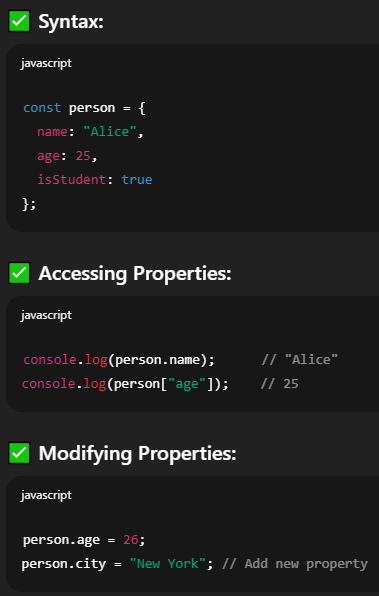 ✅ Syntax:
javascript
const person = {
  name: "Alice",
  age: 25,
  isStudent: true
};
✅ Accessing Properties:
javascript
console.log(person.name);      // "Alice"
console.log(person["age"]);    // 25
✅ Modifying Properties:
javascript
person.age = 26;
person.city = "New York"; // Add new property